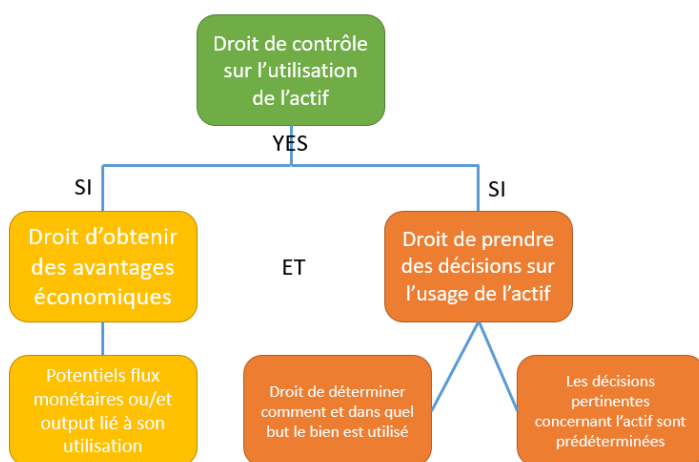 Droit de contrôle
sur l'utilisation
de l'actif
YES
SI
SI
Droit d'obtenir
des avantages
économiques
ET
Droit de prendre
des décisions sur
l'usage de l'actif
Potentiels flux
monétaires ou/et
output lié à son
utilisation
Droit de déterminer
comment et dans quel
but le bien est utilisé
Les décisions
pertinentes
concernant l'actif sont
prédéterminées